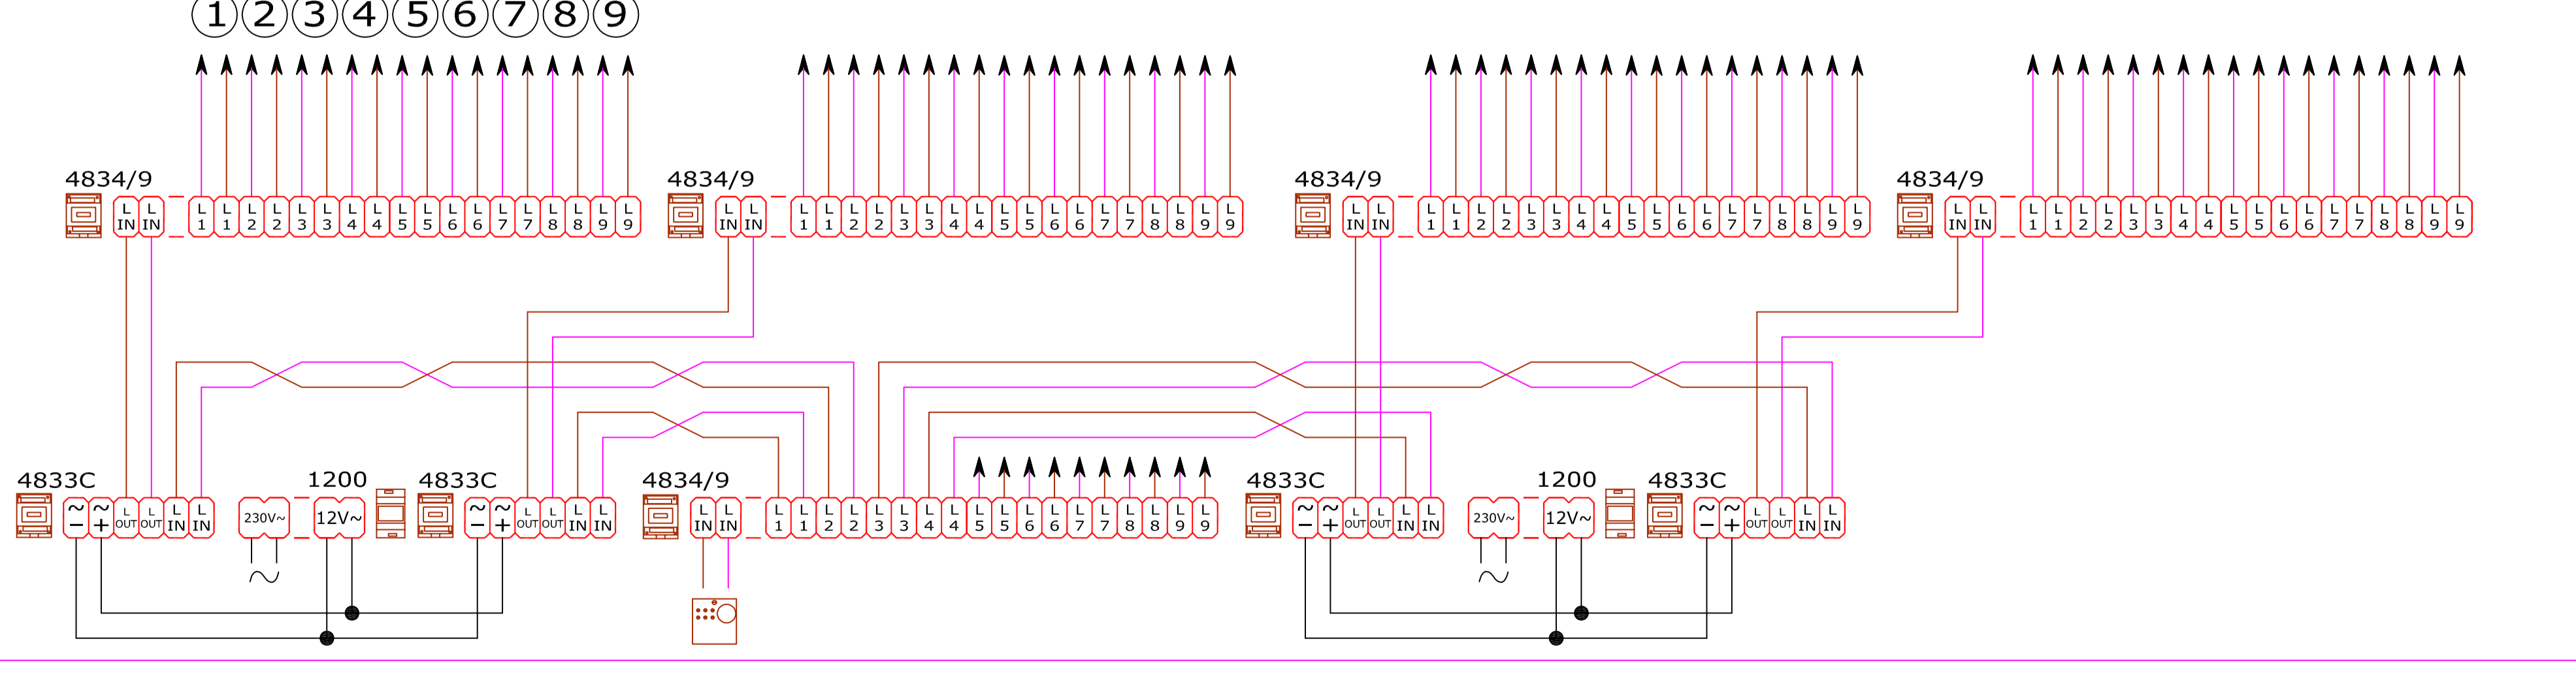 1 2 3 4 5 6 7 8 9
4834/9 4834/9 4834/9 4834/9
L L L L L L L L L L L L L L L L L L L L L L L L L L L L L L L L L L L L L L L L L L L L L L L L L L L L L L L L L L L L L L L L L L L L L L L L L L L L L L L L
IN IN 1 1 2 2 3 3 4 4 5 5 6 6 7 7 8 8 9 9 IN IN 1 1 2 2 3 3 4 4 5 5 6 6 7 7 8 8 9 9 IN IN 1 1 2 2 3 3 4 4 5 5 6 6 7 7 8 8 9 9 IN IN 1 1 2 2 3 3 4 4 5 5 6 6 7 7 8 8 9 9
4833C 1200 4833C 4834/9 4833C 1200 4833C
~ ~ L L L L 230V~ 12V~ ~ ~ L L L L L L L L L L L L L L L L L L L L L L L L ~ ~ L L L L 230V~ 12V~ ~ ~ L L L L
− + OUT OUT IN IN − + OUT OUT IN IN IN IN 1 1 2 2 3 3 4 4 5 5 6 6 7 7 8 8 9 9 − + OUT OUT IN IN − + OUT OUT IN IN
~ ~